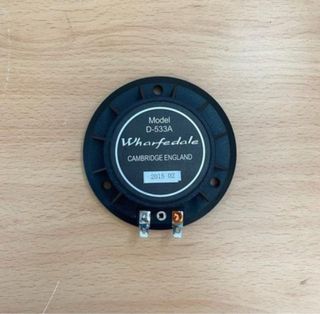 Model
D-533A
Wharfedale
CAMBRIDGE ENGLAND
2015 02